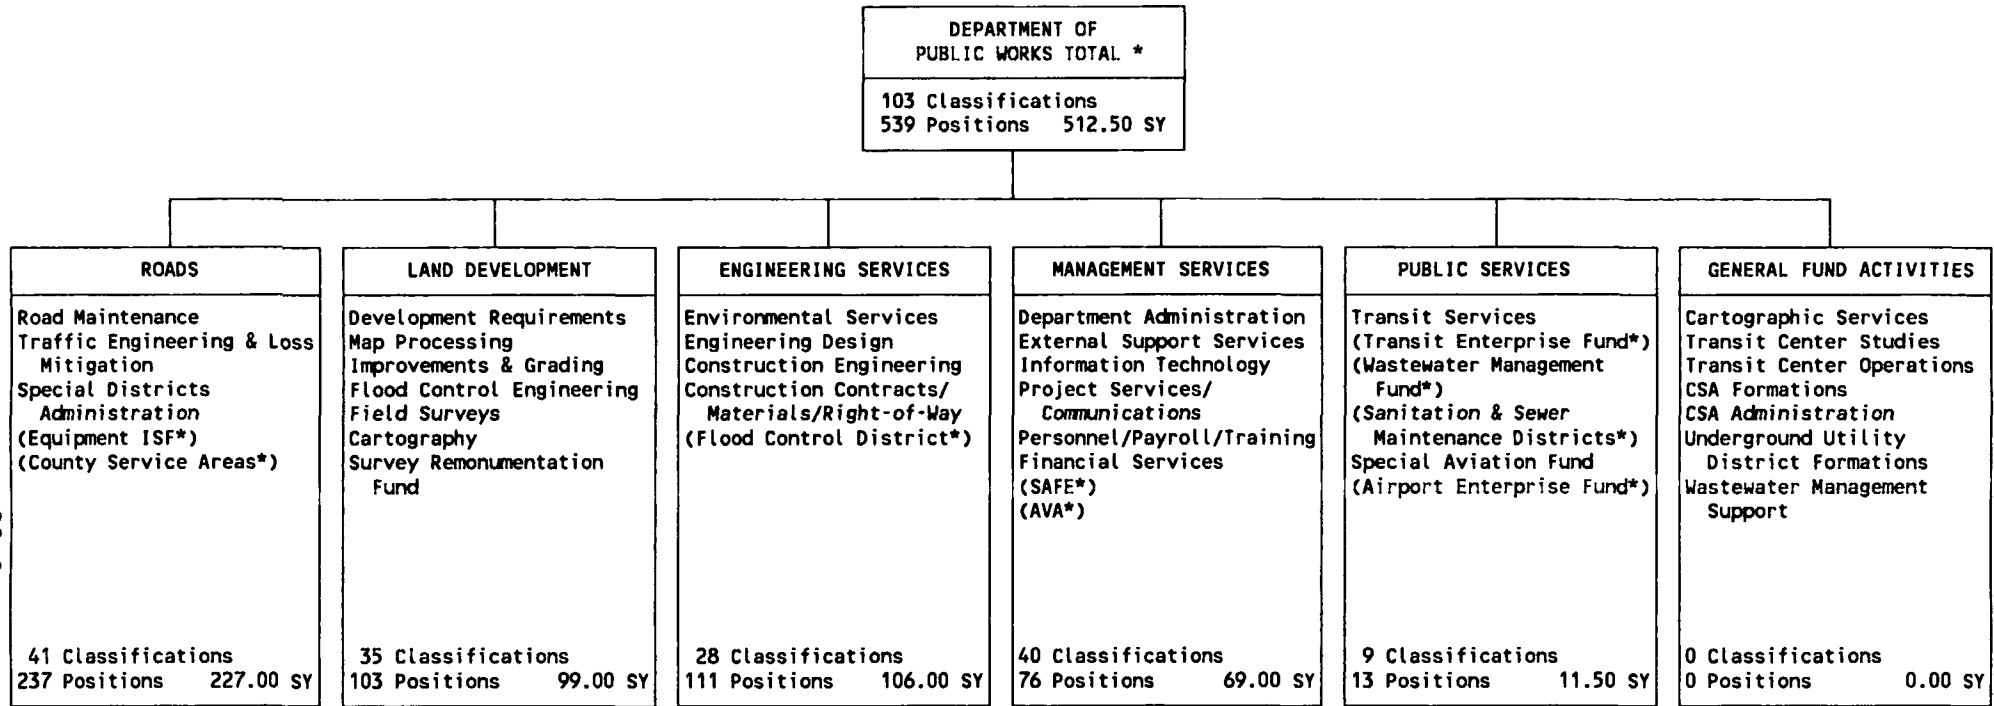 DEPARTMENT OF
PUBLIC WORKS TOTAL *
103 Classifications
539 Positions 512.50 SY
ROADS
Road Maintenance
Traffic Engineering & Loss
Mitigation
Special Districts
Administration
(Equipment ISF*)
(County Service Areas*)
41 Classifications
237 Positions 227.00 SY
LAND DEVELOPMENT
Development Requirements
Map Processing
Improvements & Grading
Flood Control Engineering
Field Surveys
Cartography
Survey Remonumentation
Fund
35 Classifications
103 Positions 99.00 SY
ENGINEERING SERVICES
Environmental Services
Engineering Design
Construction Engineering
Construction Contracts/
Materials/Right-of-Way
(Flood Control District*)
28 Classifications
111 Positions 106.00 SY
MANAGEMENT SERVICES
Department Administration
External Support Services
Information Technology
Project Services/
Communications
Personnel/Payroll/Training
Financial Services
(SAFE*)
(AVA*)
40 Classifications
76 Positions 69.00 SY
PUBLIC SERVICES
Transit Services
(Transit Enterprise Fund*)
(Wastewater Management
Fund*)
(Sanitation & Sewer
Maintenance Districts*)
Special Aviation Fund
(Airport Enterprise Fund*)
9 Classifications
13 Positions 11.50 SY
GENERAL FUND ACTIVITIES
Cartographic Services
Transit Center Studies
Transit Center Operations
CSA Formations
CSA Administration
Underground Utility
District Formations
Wastewater Management
Support
0 Classifications
0 Positions 0.00 SY